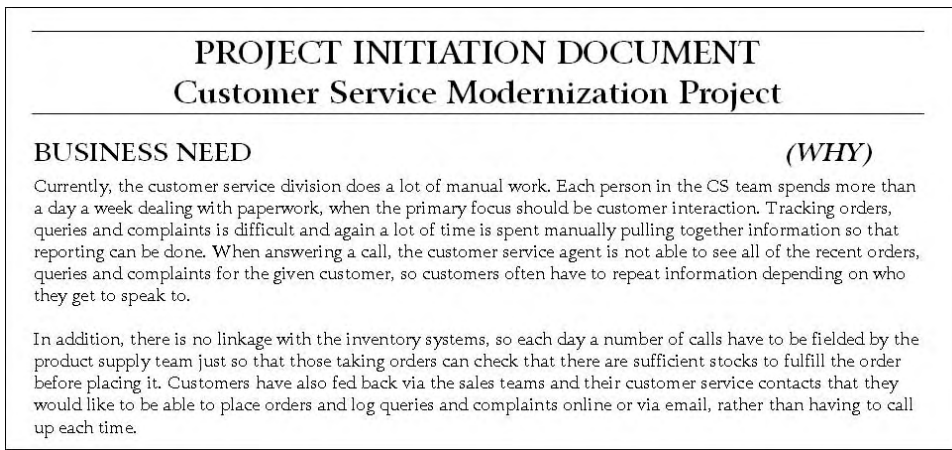 PROJECT INITIATION DOCUMENT
Customer Service Modernization Project
BUSINESS NEED (WHY)
Currently, the customer service division does a lot of manual work. Each person in the CS team spends more than
a day a week dealing with paperwork, when the primary focus should be customer interaction. Tracking orders,
queries and complaints is difficult and again a lot of time is spent manually pulling together information so that
reporting can be done. When answering a call, the customer service agent is not able to see all of the recent orders,
queries and complaints for the given customer, so customers often have to repeat information depending on who
they get to speak to.
In addition, there is no linkage with the inventory systems, so each day a number of calls have to be fielded by the
product supply team just so that those taking orders can check that there are sufficient stocks to fulfill the order
before placing it. Customers have also fed back via the sales teams and their customer service contacts that they
would like to be able to place orders and log queries and complaints online or via email, rather than having to call
up each time.